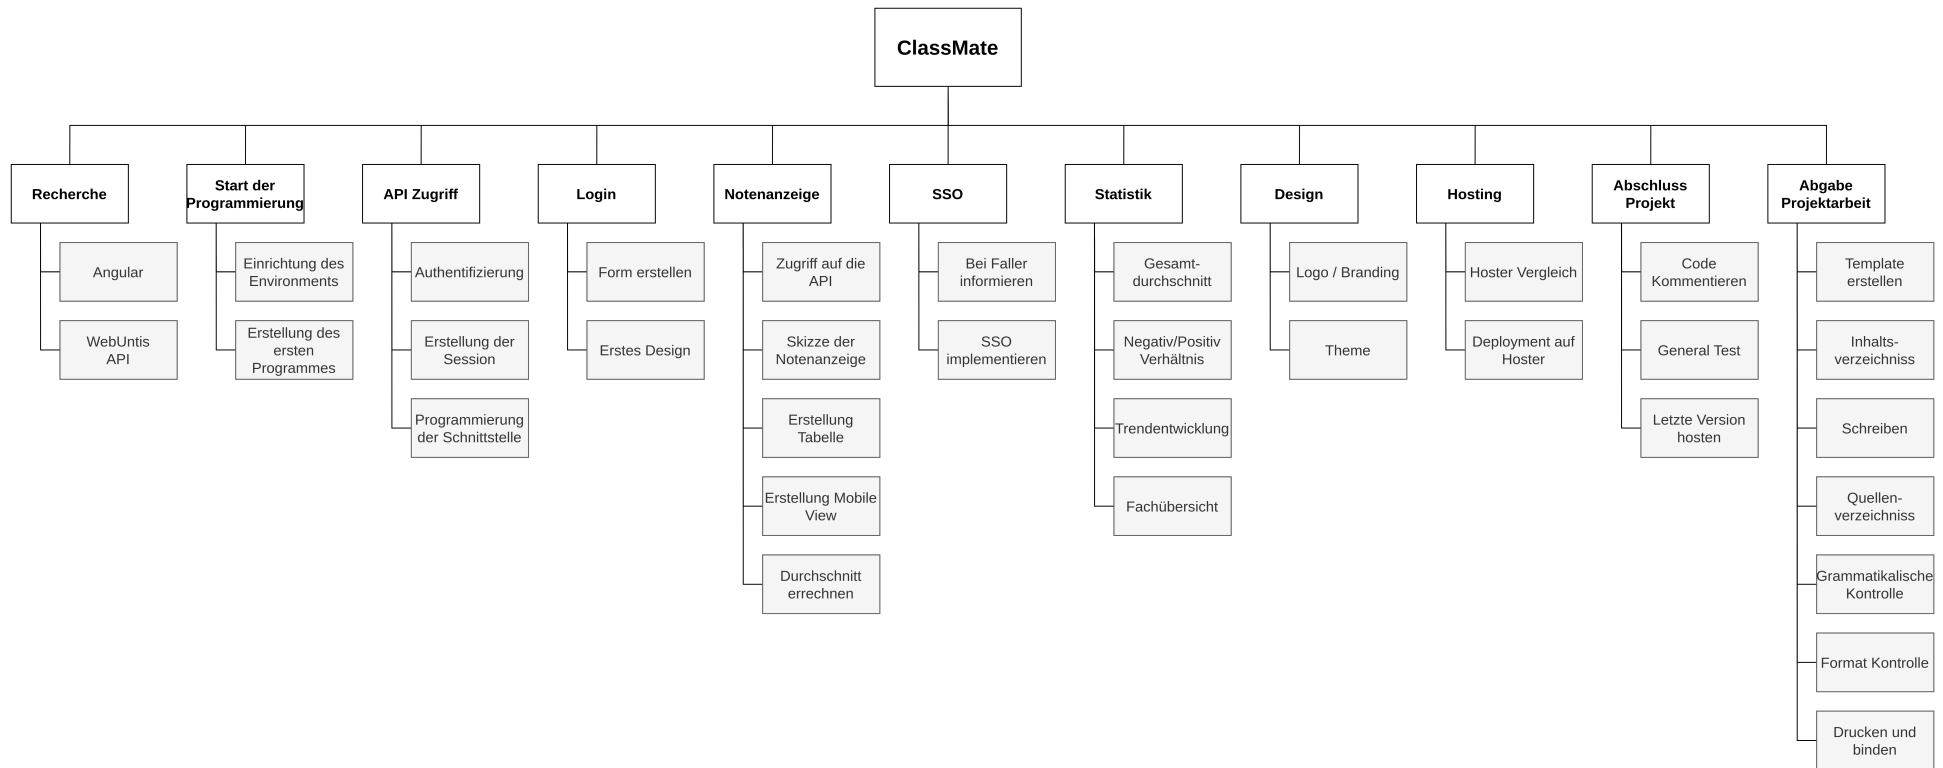 ClassMate
Recherche
Angular
WebUntis
API
Start der
Programmierung
Einrichtung des
Environments
Erstellung des
ersten
Programmes
API Zugriff
Authentifizierung
Erstellung der
Session
Programmierung
der Schnittstelle
Login
Form erstellen
Erstes Design
Notenanzeige
Zugriff auf die
API
Skizze der
Notenanzeige
Erstellung
Tabelle
Erstellung Mobile
View
Durchschnitt
errechnen
SSO
Bei Faller
informieren
SSO
implementieren
Statistik
Gesamt-
durchschnitt
Negativ/Positiv
Verhältnis
Trendentwicklung
Fachübersicht
Design
Logo / Branding
Theme
Hosting
Hoster Vergleich
Deployment auf
Hoster
Abschluss
Projekt
Code
Kommentieren
General Test
Letzte Version
hosten
Abgabe
Projektarbeit
Template
erstellen
Inhalts-
verzeichniss
Schreiben
Quellen-
verzeichniss
Grammatikalische
Kontrolle
Format Kontrolle
Drucken und
binden